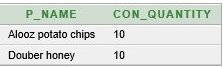 P_NAME CON_QUANTITY
Alooz potato chips 10
Douber honey 10